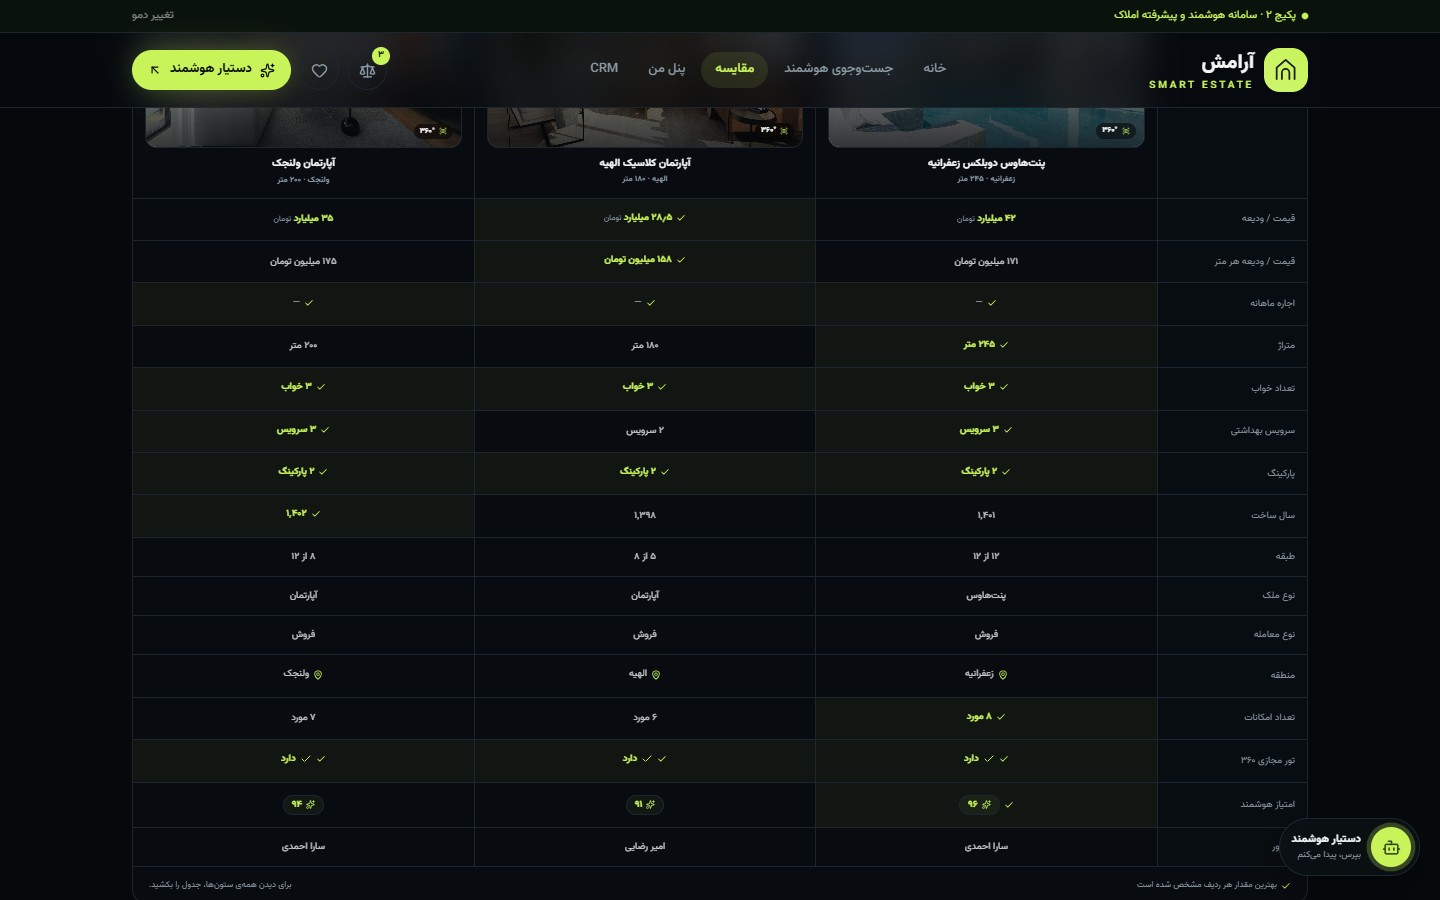 پکیج ۲ · سامانه هوشمند و پیشرفته املاک
تغییر دمو
آرامش
SMART ESTATE
خانه
جست‌وجوی هوشمند
مقایسه
پنل من
CRM
۳
دستیار هوشمند
۳۶۰°
۳۶۰°
۳۶۰°
پنت‌هاوس دوبلکس زعفرانیه
زعفرانیه · ۲۴۵ متر
آپارتمان کلاسیک الهیه
الهیه · ۱۸۰ متر
آپارتمان ولنجک
ولنجک · ۲۰۰ متر
قیمت / ودیعه
۴۲ میلیارد تومان
۲۸٫۵ میلیارد تومان
۳۵ میلیارد تومان
قیمت / ودیعه هر متر
۱۷۱ میلیون تومان
۱۵۸ میلیون تومان
۱۷۵ میلیون تومان
اجاره ماهانه
—
—
—
متراژ
۲۴۵ متر
۱۸۰ متر
۲۰۰ متر
تعداد خواب
۳ خواب
۳ خواب
۳ خواب
سرویس بهداشتی
۳ سرویس
۲ سرویس
۳ سرویس
پارکینگ
۲ پارکینگ
۲ پارکینگ
۲ پارکینگ
سال ساخت
۱,۴۰۱
۱,۳۹۸
۱,۴۰۲
طبقه
۱۲ از ۱۲
۵ از ۸
۸ از ۱۲
نوع ملک
پنت‌هاوس
آپارتمان
آپارتمان
نوع معامله
فروش
فروش
فروش
منطقه
زعفرانیه
الهیه
ولنجک
تعداد امکانات
۸ مورد
۶ مورد
۷ مورد
تور مجازی ۳۶۰
دارد
دارد
دارد
امتیاز هوشمند
۹۶
۹۱
۹۴
سارا احمدی
امیر رضایی
سارا احمدی
دستیار هوشمند
بپرس، پیدا می‌کنم
بهترین مقدار هر ردیف مشخص شده است
برای دیدن همه‌ی ستون‌ها، جدول را بکشید.